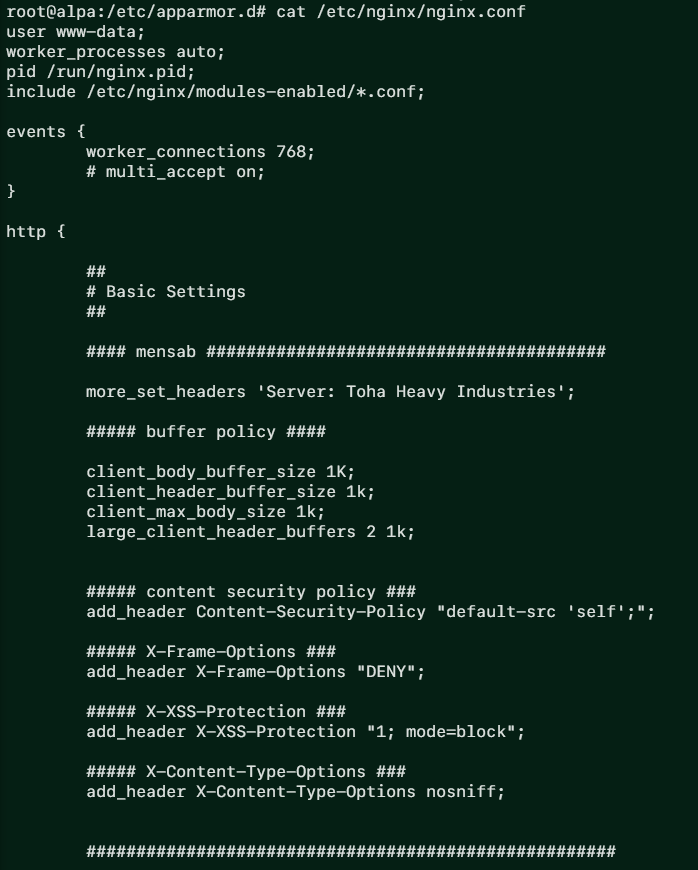 root@alpa:/etc/apparmor.d# cat /etc/nginx/nginx.conf
user www-data;
worker_processes auto;
pid /run/nginx.pid;
include /etc/nginx/modules-enabled/*.conf;
events {
worker_connections 768;
# multi_accept on;
}
http {
##
# Basic Settings
##
#### mensab ########################################
more_set_headers 'Server: Toha Heavy Industries';
##### buffer policy ####
client_body_buffer_size 1K;
client_header_buffer_size 1k;
client_max_body_size 1k;
large_client_header_buffers 2 1k;
##### content security policy ###
add_header Content-Security-Policy "default-src 'self';";
##### X-Frame-Options ###
add_header X-Frame-Options "DENY";
##### X-XSS-Protection ###
add_header X-XSS-Protection "1; mode=block";
##### X-Content-Type-Options ###
add_header X-Content-Type-Options nosniff;
#####################################################